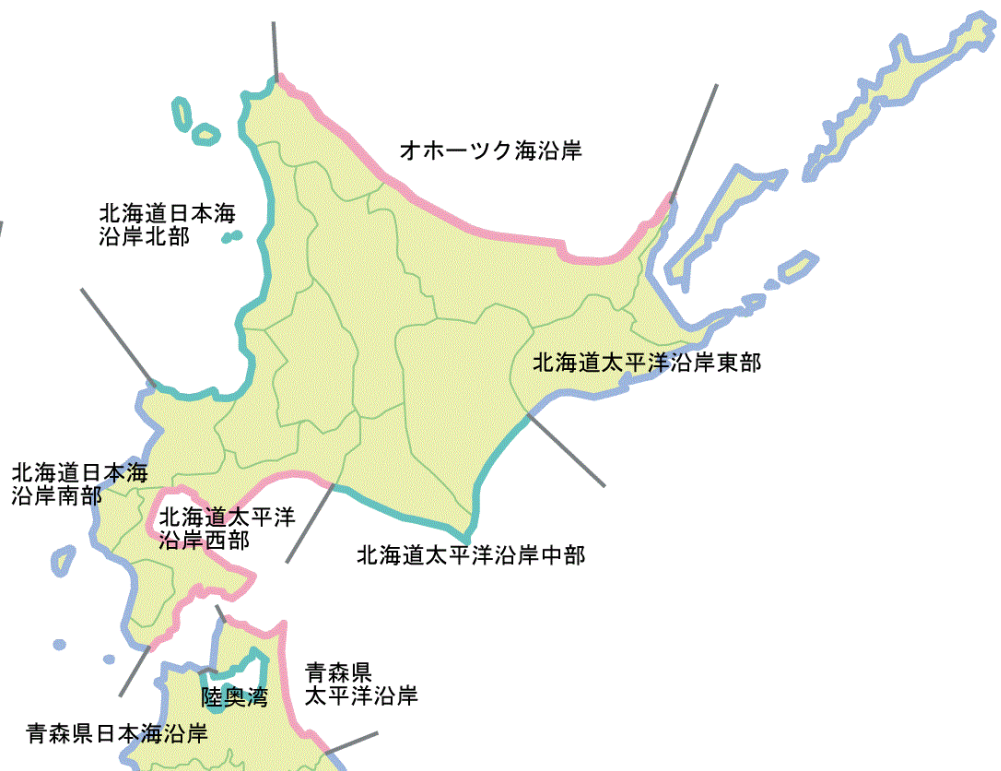 オホーツク海沿岸
北海道日本海
沿岸北部
北海道太平洋沿岸東部
北海道日本海
沿岸南部
北海道太平洋
沿岸西部
北海道太平洋沿岸中部
青森県
太平洋沿岸
陸奥湾
青森県日本海沿岸